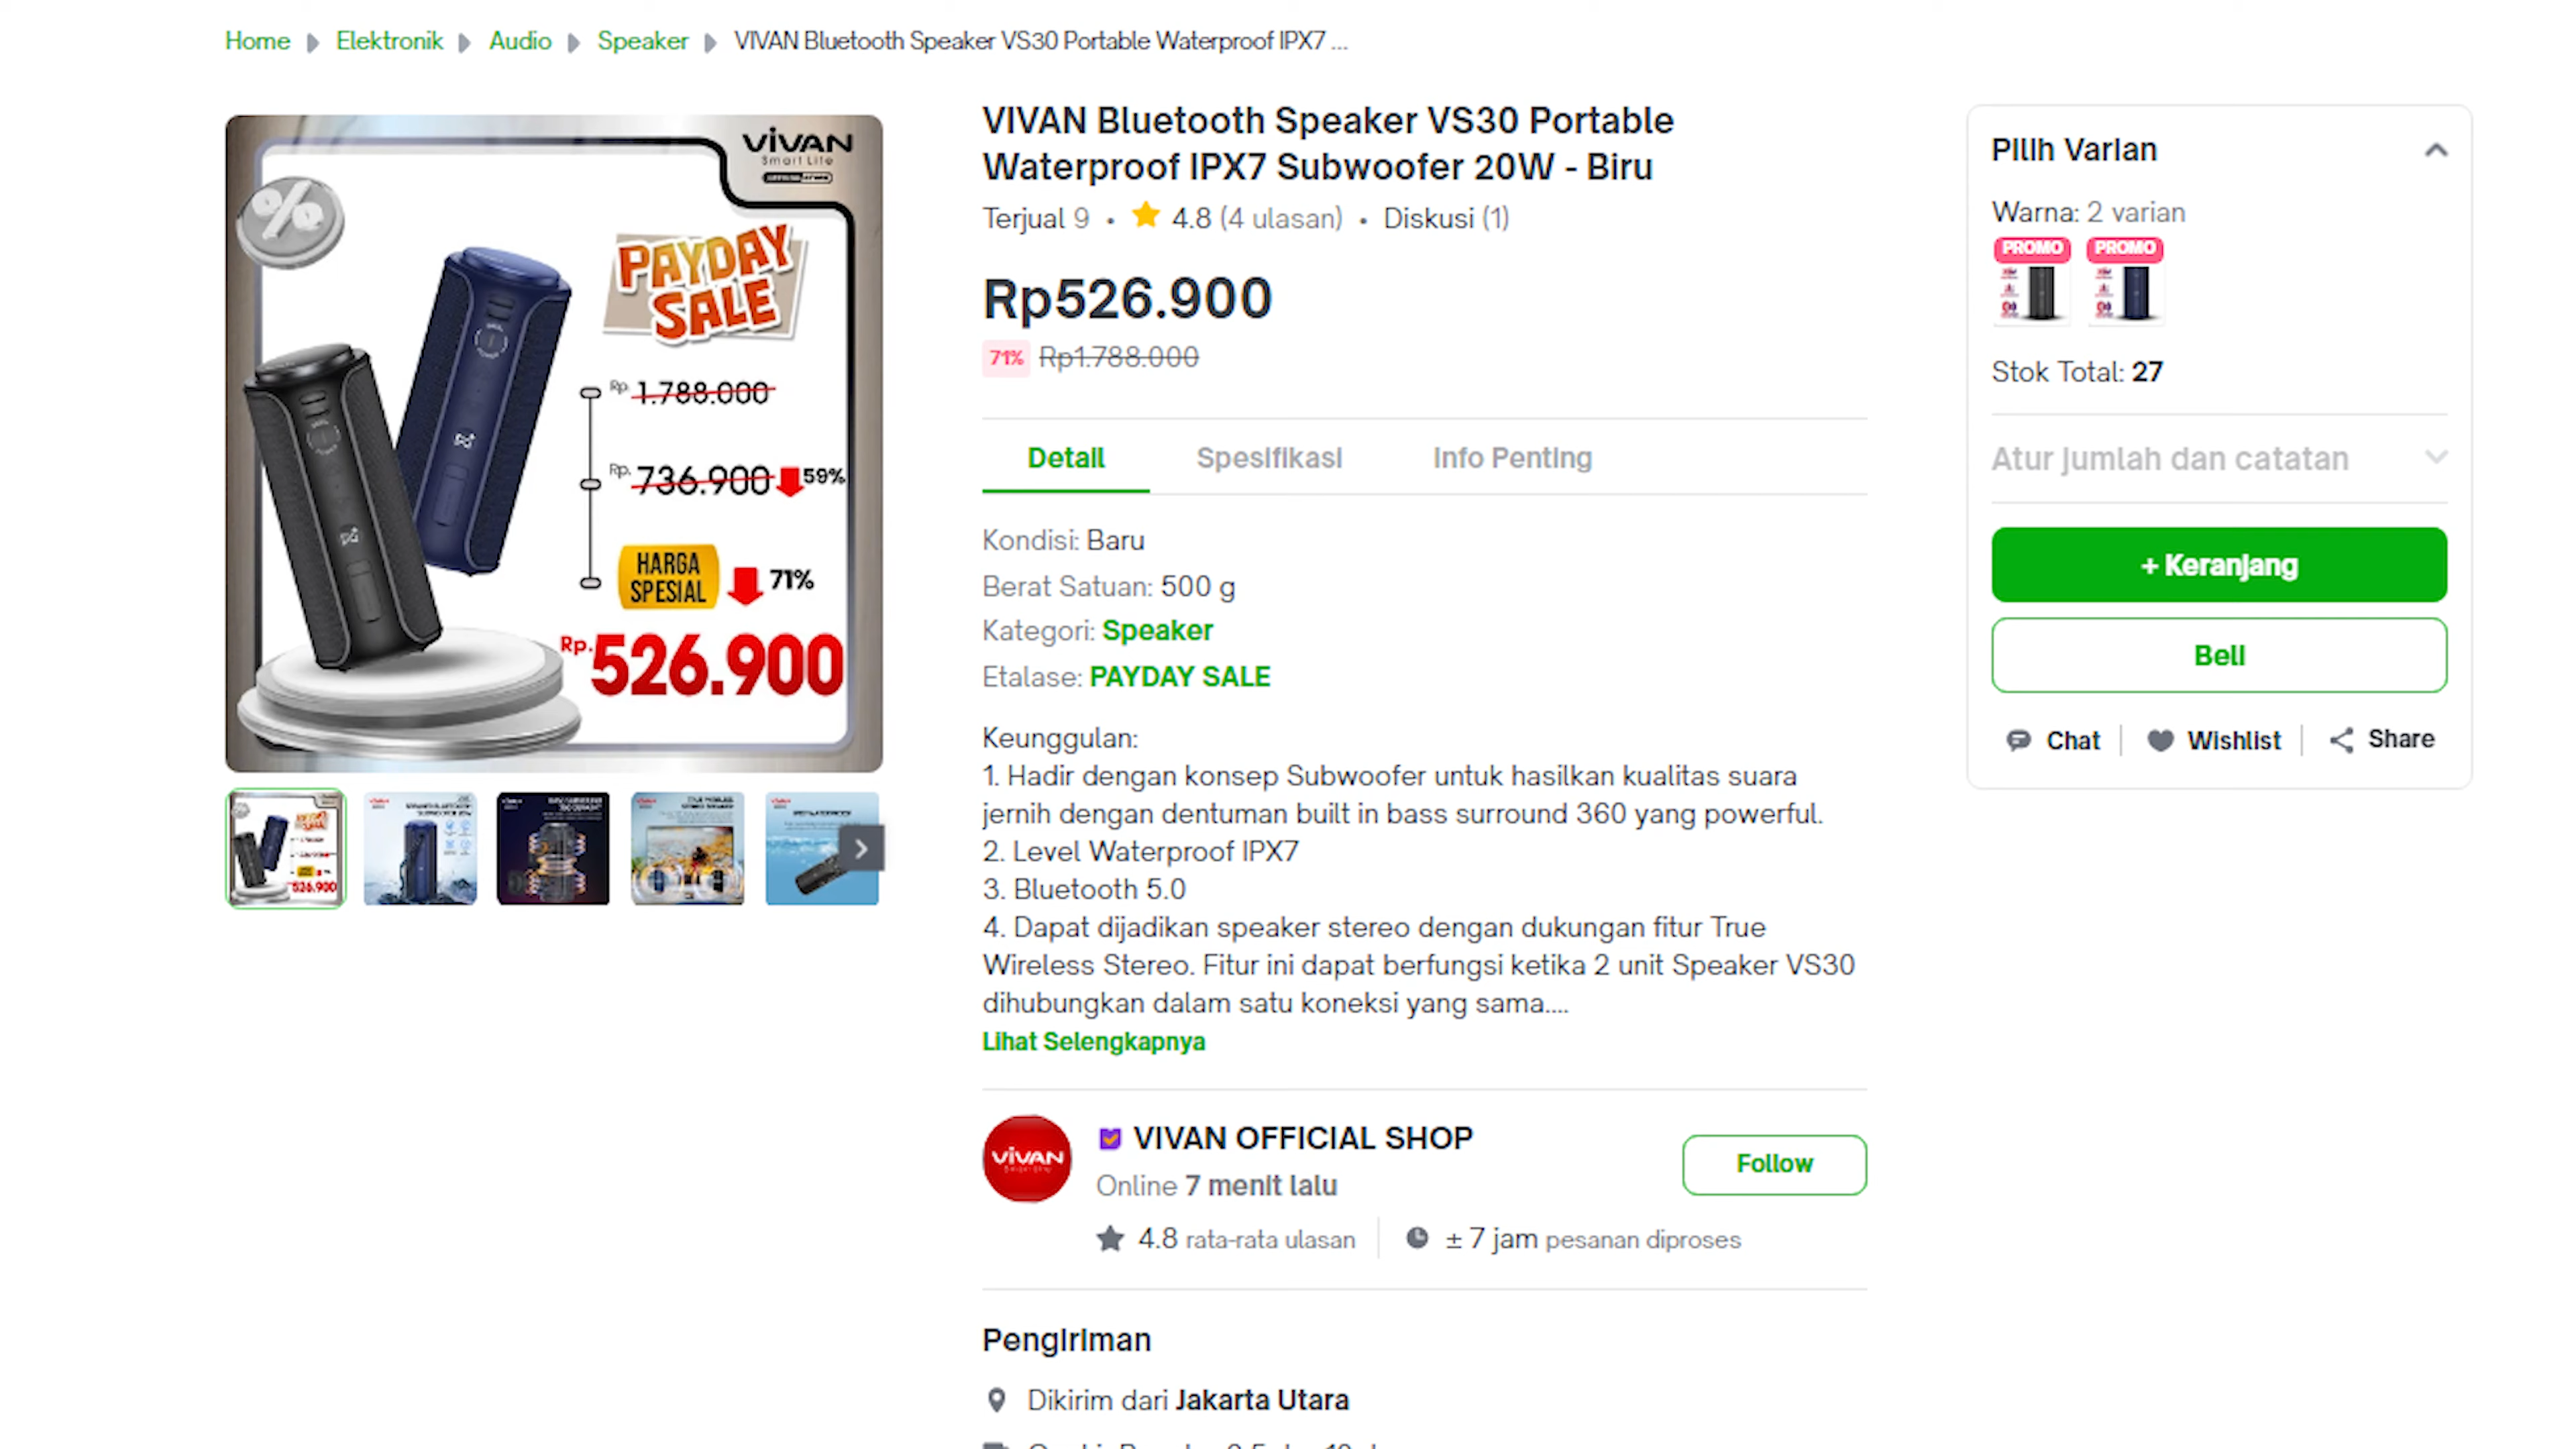 Home Elektronik Audio Speaker VIVAN Bluetooth Speaker VS30 Portable Waterproof IPX7 ...
VIVAN
Smart Life
PAYDAY
SALE
Rp. 1.788.000
Rp. 736.900 59%
HARGA
SPESIAL 71%
Rp. 526.900
VIVAN Bluetooth Speaker VS30 Portable
Waterproof IPX7 Subwoofer 20W - Biru
Terjual 9 • 4.8 (4 ulasan) • Diskusi (1)
Rp526.900
71% Rp1.788.000
Detail Spesifikasi Info Penting
Kondisi: Baru
Berat Satuan: 500 g
Kategori: Speaker
Etalase: PAYDAY SALE
Keunggulan:
1. Hadir dengan konsep Subwoofer untuk hasilkan kualitas suara
jernih dengan dentuman built in bass surround 360 yang powerful.
2. Level Waterproof IPX7
3. Bluetooth 5.0
4. Dapat dijadikan speaker stereo dengan dukungan fitur True
Wireless Stereo. Fitur ini dapat berfungsi ketika 2 unit Speaker VS30
dihubungkan dalam satu koneksi yang sama....
Lihat Selengkapnya
VIVAN
VIVAN OFFICIAL SHOP
Online 7 menit lalu
Follow
4.8 rata-rata ulasan ± 7 jam pesanan diproses
Pengiriman
Dikirim dari Jakarta Utara
Pilih Varian
Warna: 2 varian
PROMO PROMO
Stok Total: 27
Atur jumlah dan catatan
+ Keranjang
Beli
Chat Wishlist Share